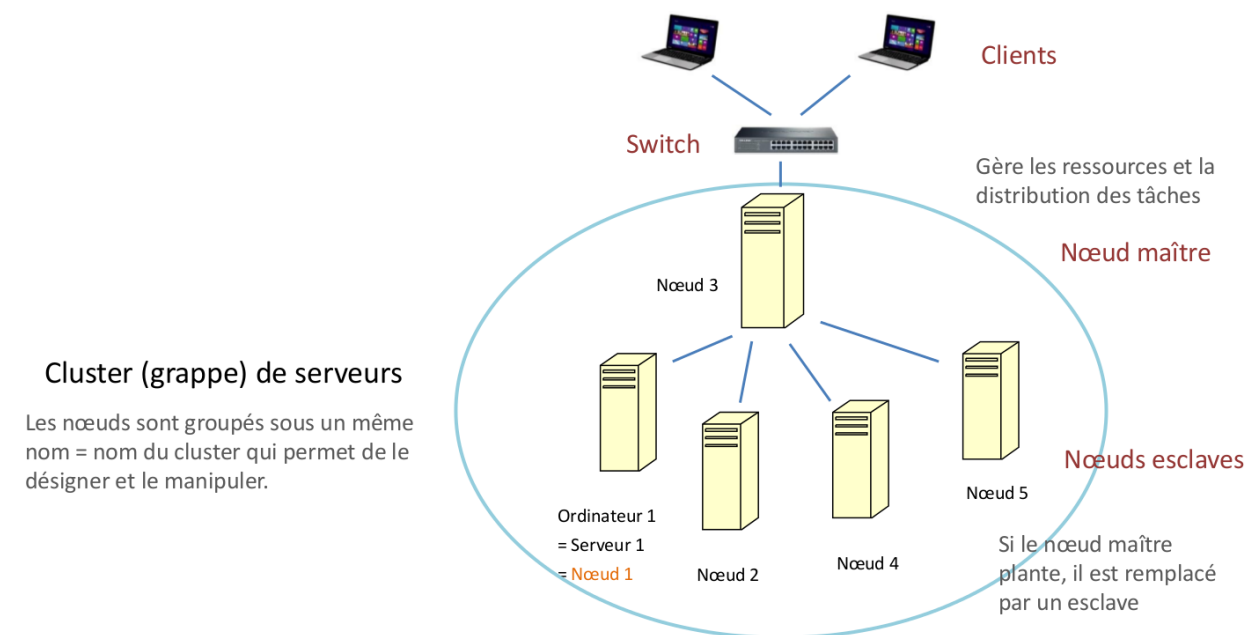 Clients
Switch
Gère les ressources et la
distribution des tâches
Nœud maître
Nœud 3
Cluster (grappe) de serveurs
Les nœuds sont groupés sous un même
nom = nom du cluster qui permet de le
désigner et le manipuler.
Nœuds esclaves
Nœud 5
Ordinateur 1
= Serveur 1
= Nœud 1
Nœud 2
Nœud 4
Si le nœud maître
plante, il est remplacé
par un esclave